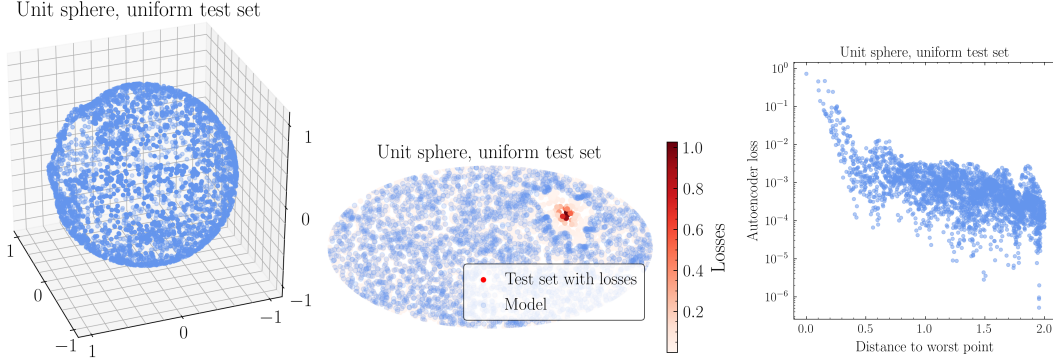 Unit sphere, uniform test set
1
0
−1
1
0
−1
−1
0
1
Unit sphere, uniform test set
Test set with losses
Model
1.0
0.8
0.6
0.4
0.2
Losses
Unit sphere, uniform test set
10⁰
10⁻¹
10⁻²
10⁻³
10⁻⁴
10⁻⁵
10⁻⁶
Autoencoder loss
0.0 0.5 1.0 1.5 2.0
Distance to worst point